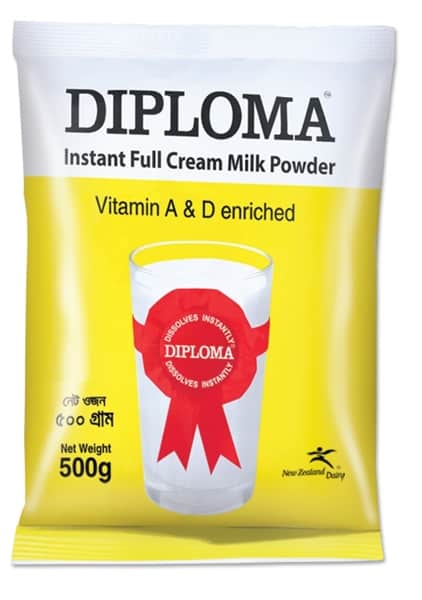 DIPLOMA™
Instant Full Cream Milk Powder
Vitamin A & D enriched
DISSOLVES INSTANTLY®
DIPLOMA
DISSOLVES INSTANTLY
নেট ওজন
৫০০ গ্রাম
Net Weight
500g
New Zealand Dairy